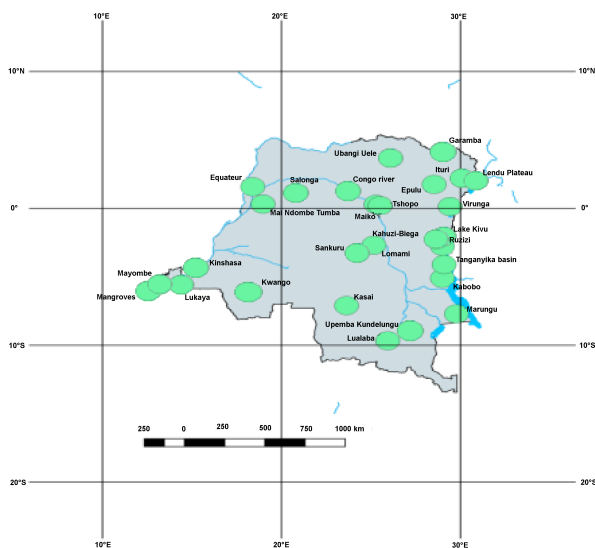 10°E 20°E 30°E
10°N 10°N
Garamba
Ubangi Uele
Ituri Lendu Plateau
Equateur Salonga Congo river Epulu
Mai Ndombe Tumba Maiko Tshopo Virunga
0° 0°
Kahuzi-Biega Lake Kivu
Sankuru Lomami Ruzizi
Mayombe Kinshasa Tanganyika basin
Mangroves Lukaya Kwango Kabobo
Kasai Marungu
Upemba Kundelungu
Lualaba
10°S 10°S
250 0 250 500 750 1000 km
20°S 20°S
10°E 20°E 30°E